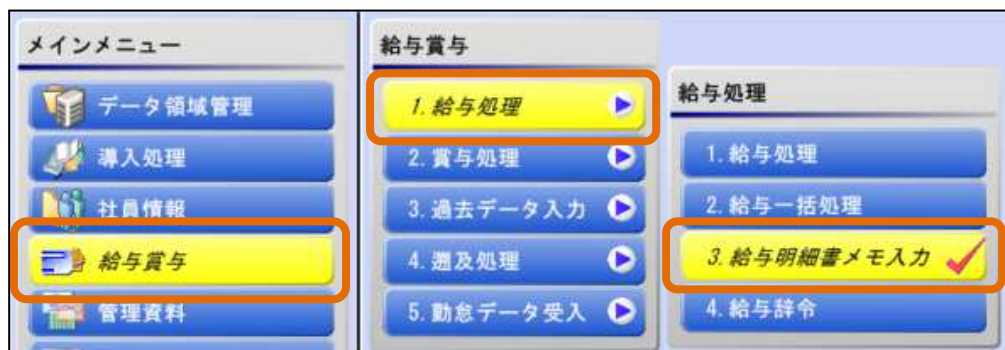 メインメニュー
データ領域管理
導入処理
社員情報
給与賞与
管理資料
給与賞与
1.給与処理
2.賞与処理
3.過去データ入力
4.遡及処理
5.勤怠データ受入
給与処理
1.給与処理
2.給与一括処理
3.給与明細書メモ入力
4.給与辞令